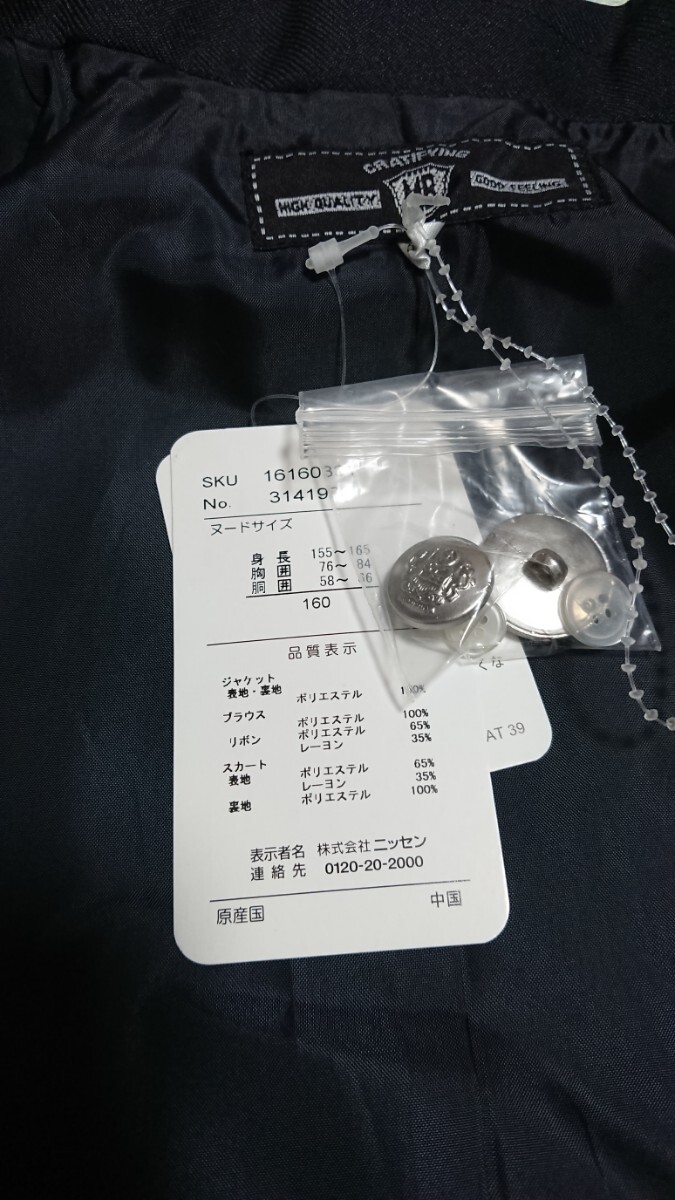 GRATIFYING
HIGH QUALITY
GOOD FEELING
SKU 16160
No. 31419
ヌードサイズ
身長 155～165
胸囲 76～ 84
胴囲 58～ 66
160
品質表示
ジャケット
表地・裏地 ポリエステル 100%
ブラウス ポリエステル 100%
リボン ポリエステル 65%
レーヨン 35%
スカート
表地 ポリエステル 65%
レーヨン 35%
裏地 ポリエステル 100%
くな
AT 39
表示者名 株式会社ニッセン
連絡先 0120-20-2000
原産国 中国